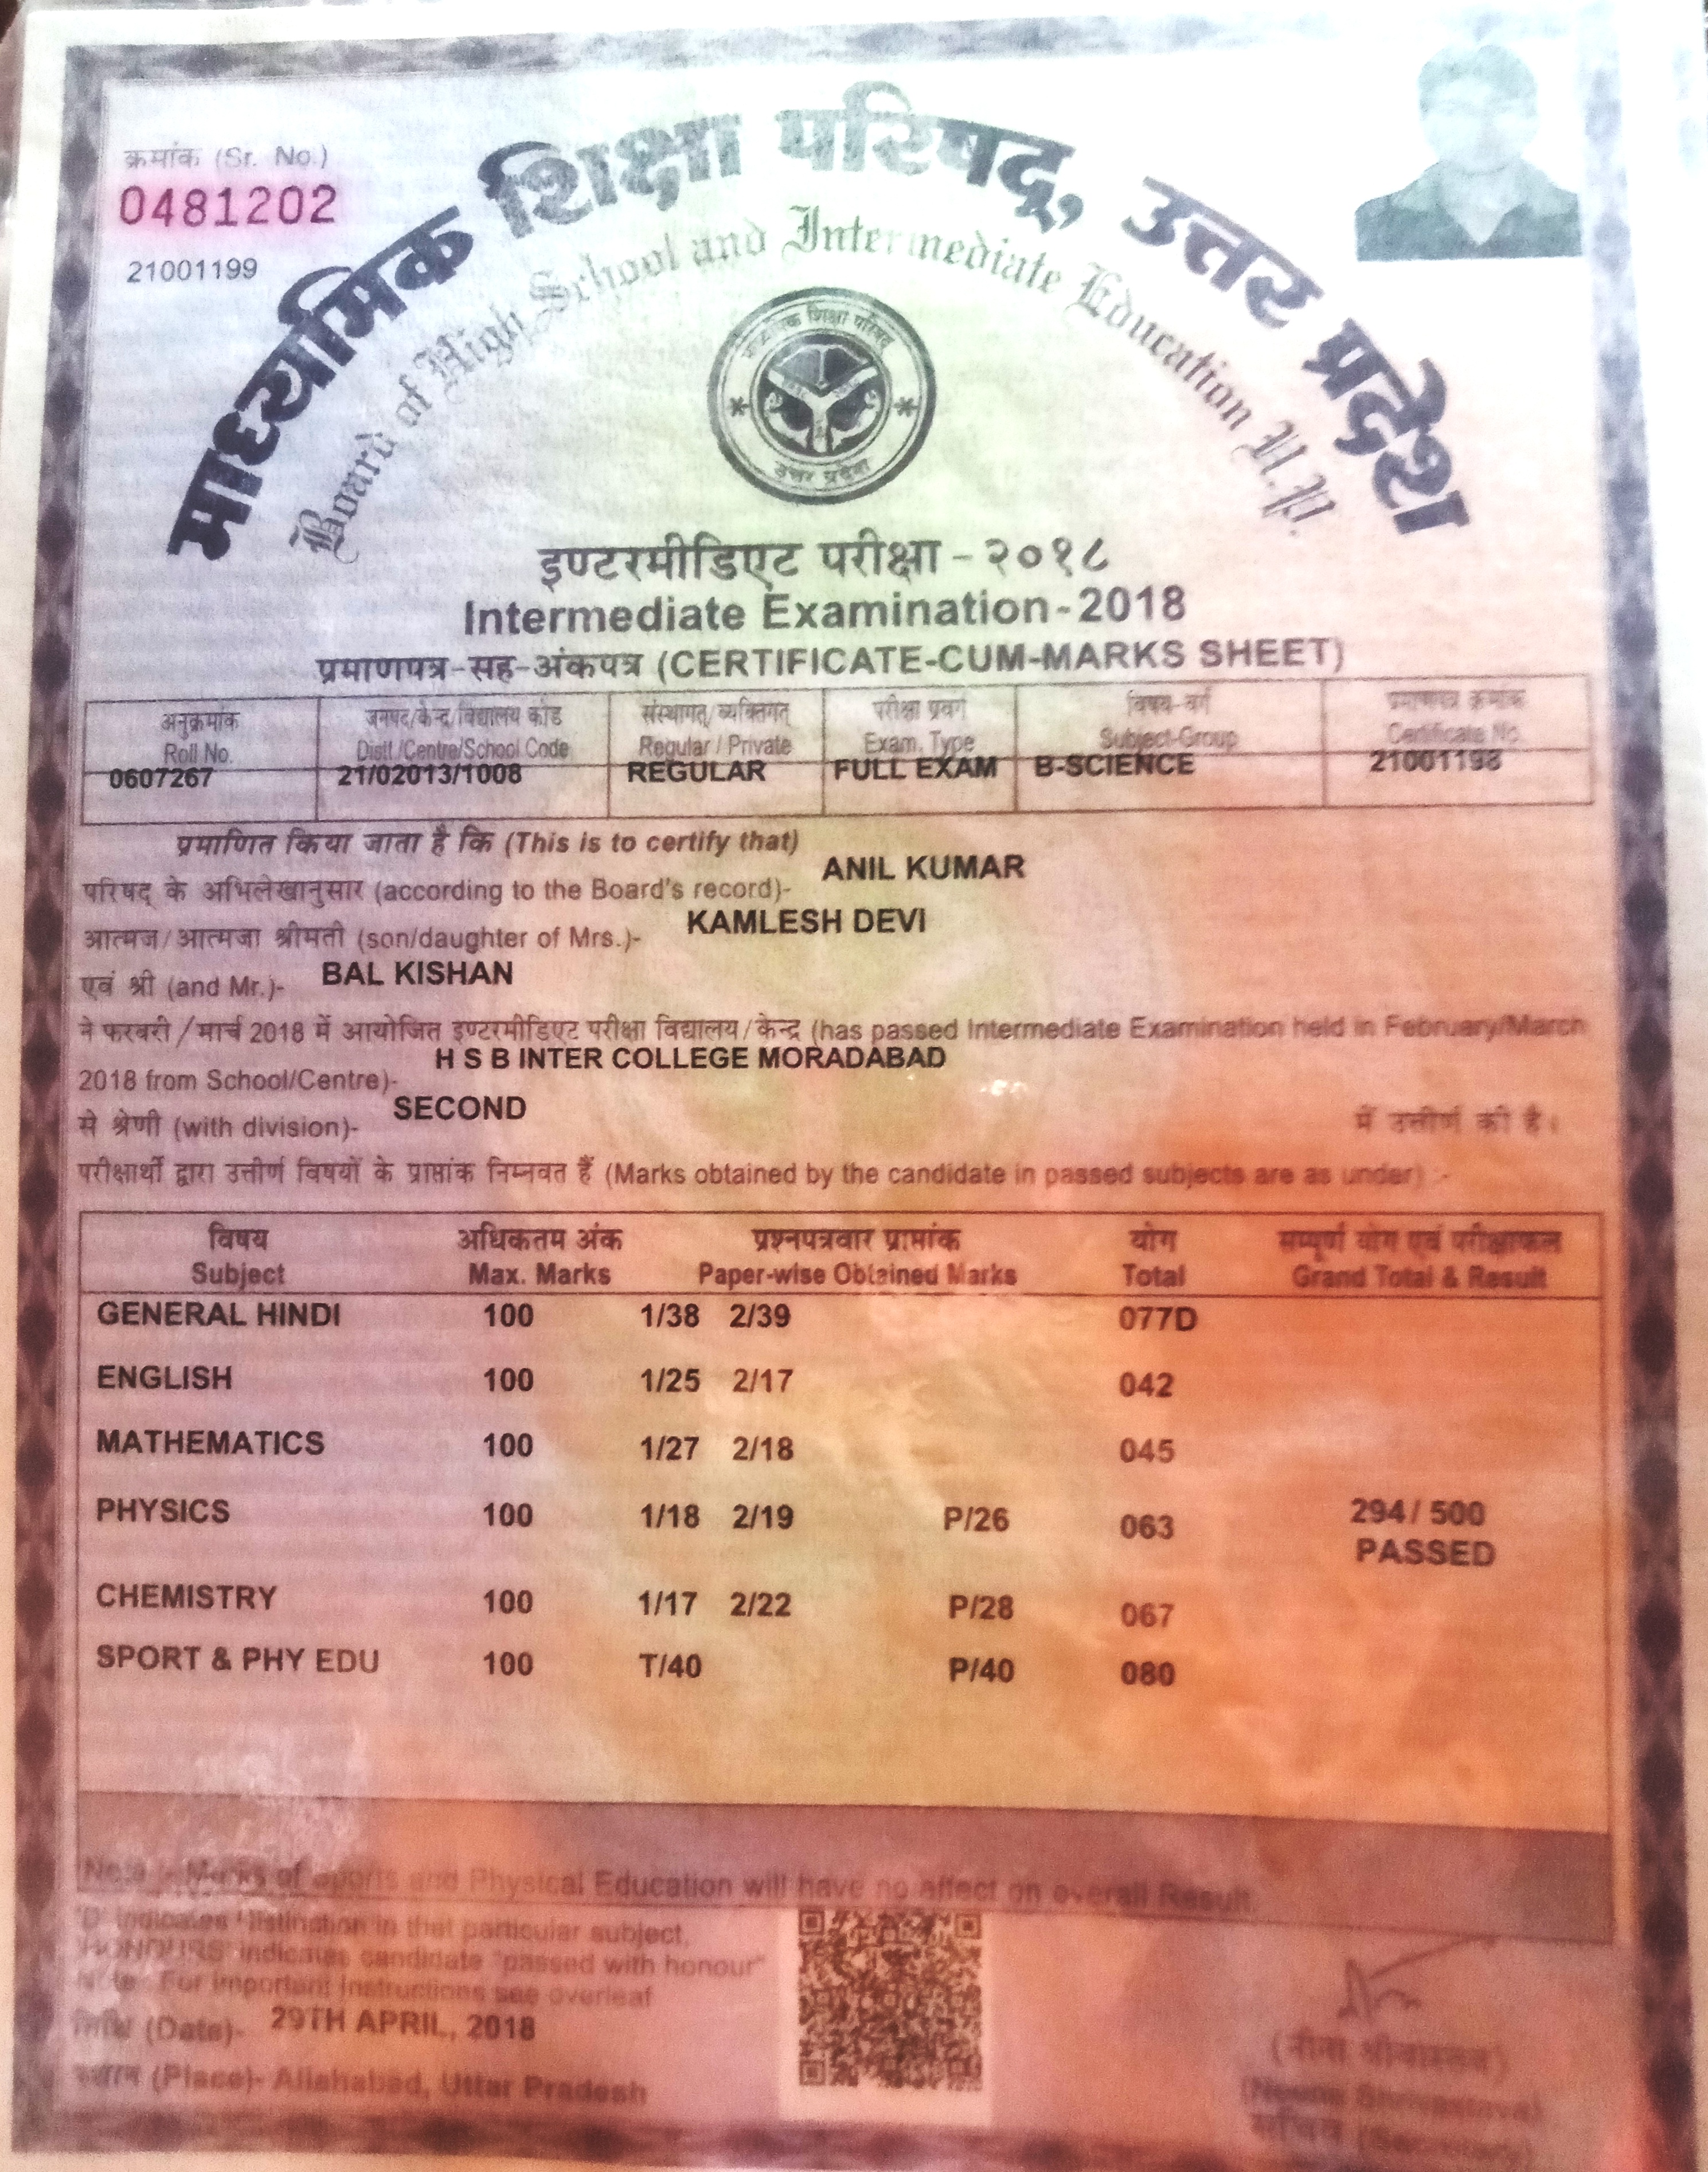 क्रमांक (Sr. No.)
0481202
21001199
माध्यमिक शिक्षा परिषद्, उत्तर प्रदेश
Board of High School and Intermediate Education U.P.
माध्यमिक शिक्षा परिषद
उत्तर प्रदेश
इण्टरमीडिएट परीक्षा - २०१८
Intermediate Examination - 2018
प्रमाणपत्र-सह-अंकपत्र (CERTIFICATE-CUM-MARKS SHEET)
अनुक्रमांक जनपद/केन्द्र/विद्यालय कोड संस्थागत्/व्यक्तिगत् परीक्षा प्रवर्ग विषय-वर्ग प्रमाणपत्र क्रमांक
Roll No. Distt./Centre/School Code Regular / Private Exam. Type Subject-Group Certificate No.
0607267 21/02013/1008 REGULAR FULL EXAM B-SCIENCE 21001198
प्रमाणित किया जाता है कि (This is to certify that)
परिषद् के अभिलेखानुसार (according to the Board's record)- ANIL KUMAR
आत्मज/आत्मजा श्रीमती (son/daughter of Mrs.)- KAMLESH DEVI
एवं श्री (and Mr.)- BAL KISHAN
ने फरवरी/मार्च 2018 में आयोजित इण्टरमीडिएट परीक्षा विद्यालय/केन्द्र (has passed Intermediate Examination held in February/March
2018 from School/Centre)- H S B INTER COLLEGE MORADABAD
से श्रेणी (with division)- SECOND में उत्तीर्ण की है।
परीक्षार्थी द्वारा उत्तीर्ण विषयों के प्राप्तांक निम्नवत हैं (Marks obtained by the candidate in passed subjects are as under) :-
विषय अधिकतम अंक प्रश्नपत्रवार प्राप्तांक योग सम्पूर्ण योग एवं परीक्षाफल
Subject Max. Marks Paper-wise Obtained Marks Total Grand Total & Result
GENERAL HINDI 100 1/38 2/39 077D
ENGLISH 100 1/25 2/17 042
MATHEMATICS 100 1/27 2/18 045
PHYSICS 100 1/18 2/19 P/26 063 294/ 500
PASSED
CHEMISTRY 100 1/17 2/22 P/28 067
SPORT & PHY EDU 100 T/40 P/40 080
Note :- Marks of Sports and Physical Education will have no affect on overall Result.
'D' indicates Distinction in that particular subject.
'HONOURS' indicates candidate "passed with honour"
Note : For important instructions see overleaf
तिथि (Date)- 29TH APRIL, 2018
स्थान (Place)- Allahabad, Uttar Pradesh
(नीना श्रीवास्तव)
(Neena Shrivastava)
सचिव (Secretary)